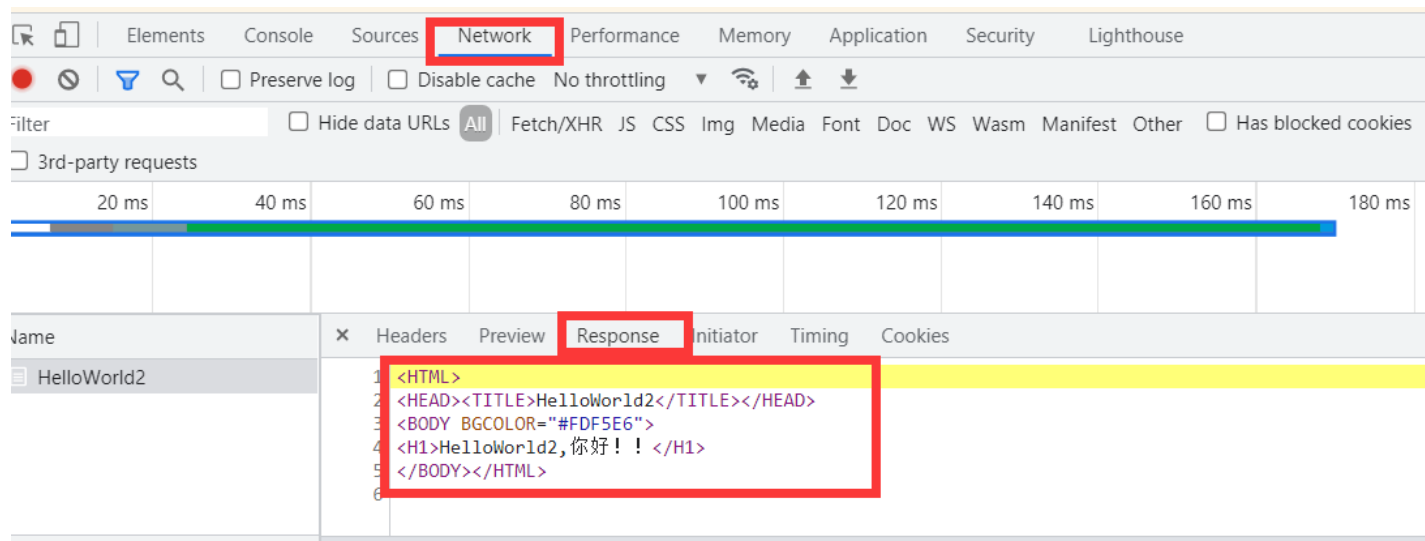 Elements Console Sources Network Performance Memory Application Security Lighthouse
Preserve log Disable cache No throttling
Filter Hide data URLs All Fetch/XHR JS CSS Img Media Font Doc WS Wasm Manifest Other Has blocked cookies
3rd-party requests
20 ms 40 ms 60 ms 80 ms 100 ms 120 ms 140 ms 160 ms 180 ms
Name × Headers Preview Response Initiator Timing Cookies
HelloWorld2 1 <HTML>
2 <HEAD><TITLE>HelloWorld2</TITLE></HEAD>
3 <BODY BGCOLOR="#FDF5E6">
4 <H1>HelloWorld2,你好！！</H1>
5 </BODY></HTML>
6